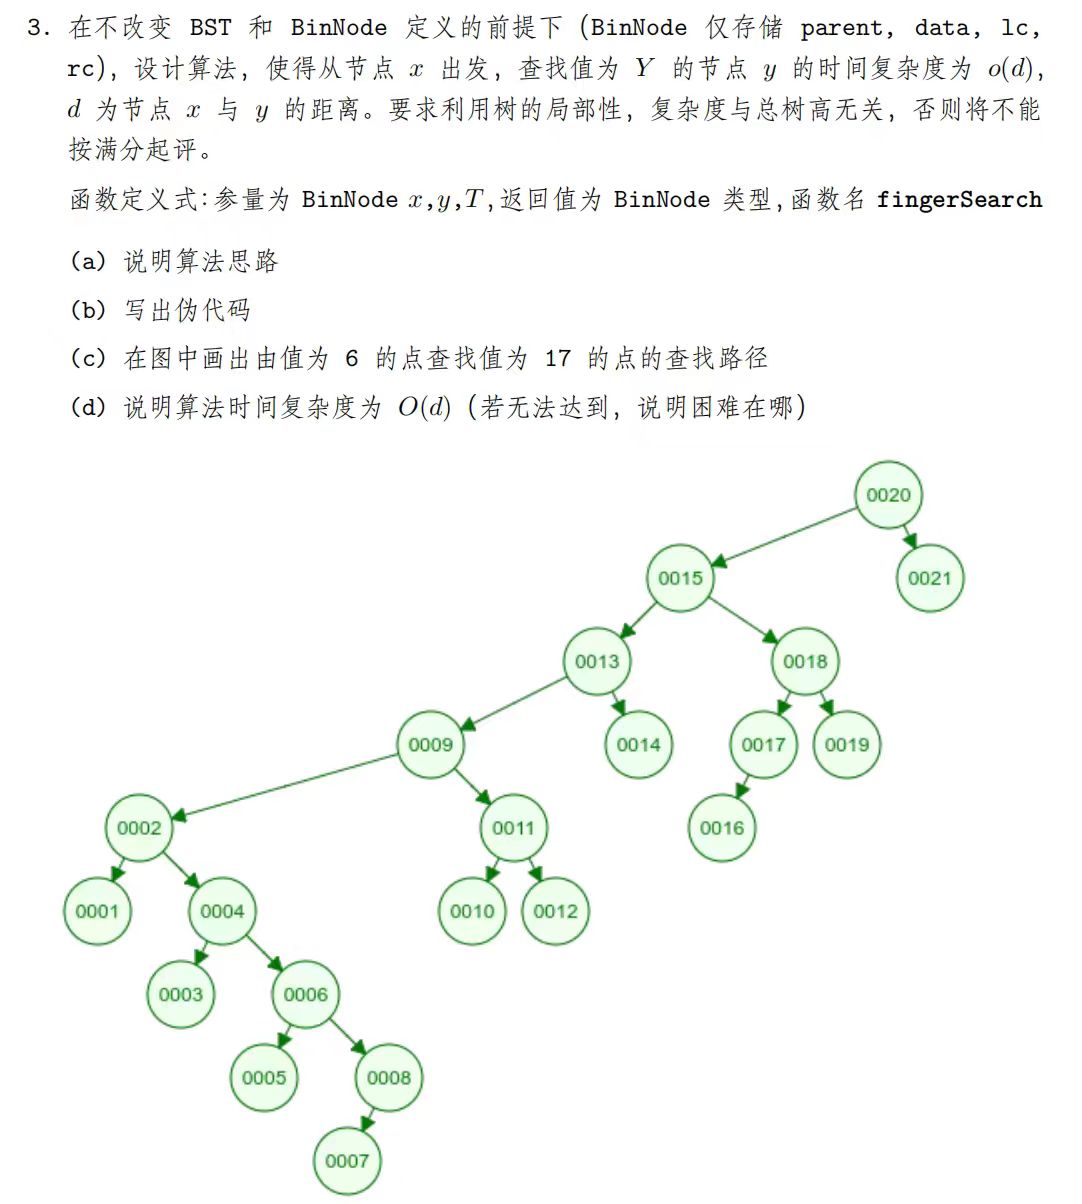 3. 在不改变 BST 和 BinNode 定义的前提下（BinNode 仅存储 parent, data, lc,
rc），设计算法，使得从节点 x 出发，查找值为 Y 的节点 y 的时间复杂度为 o(d)，
d 为节点 x 与 y 的距离。要求利用树的局部性，复杂度与总树高无关，否则将不能
按满分起评。
函数定义式：参量为 BinNode x,y,T，返回值为 BinNode 类型，函数名 fingerSearch
(a) 说明算法思路
(b) 写出伪代码
(c) 在图中画出由值为 6 的点查找值为 17 的点的查找路径
(d) 说明算法时间复杂度为 O(d)（若无法达到，说明困难在哪）
0020
0015 0021
0013 0018
0009 0014 0017 0019
0002 0011 0016
0001 0004 0010 0012
0003 0006
0005 0008
0007